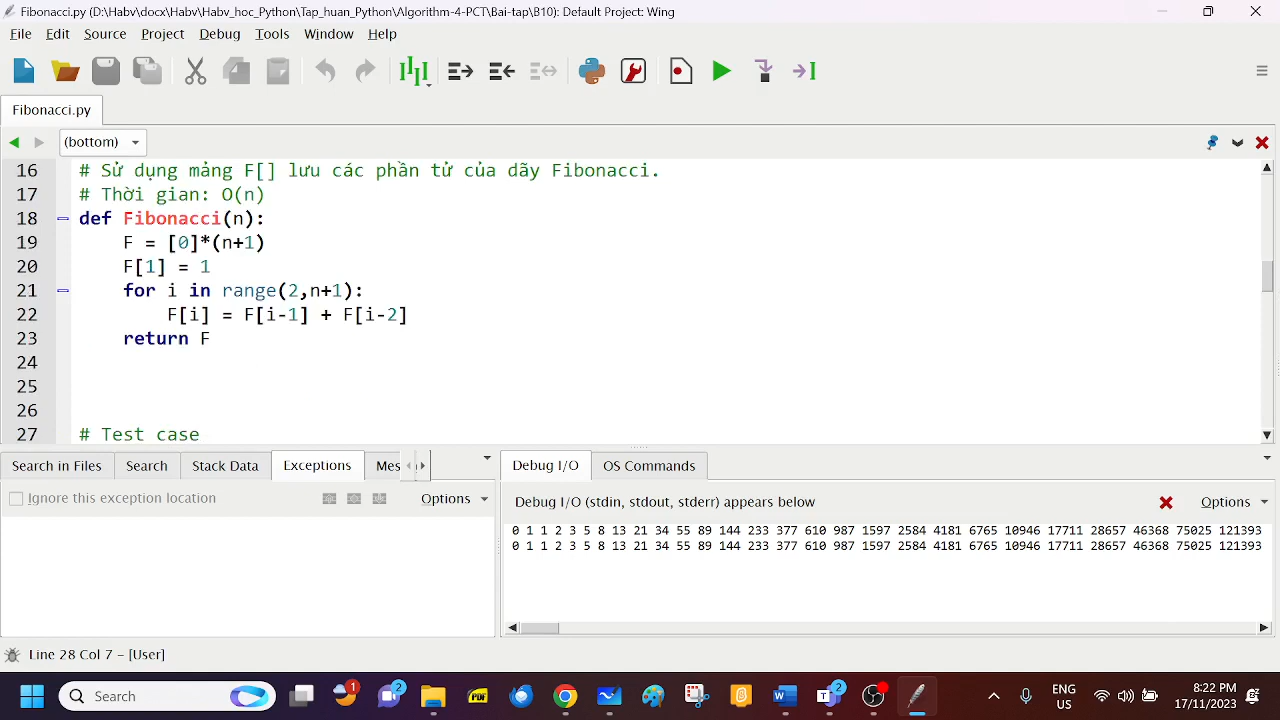 Fibonacci.py (D:\Habv\docx\Habv_hoc_Python\Tap_huan_Python\Algorithm-4-PCT\Bai-tap\B10): Default Project: Wing
File Edit Source Project Debug Tools Window Help
Fibonacci.py
(bottom)
16 # Sử dụng mảng F[] lưu các phần tử của dãy Fibonacci.
17 # Thời gian: O(n)
18 def Fibonacci(n):
19 F = [0]*(n+1)
20 F[1] = 1
21 for i in range(2,n+1):
22 F[i] = F[i-1] + F[i-2]
23 return F
24
25
26
27 # Test case
Search in Files Search Stack Data Exceptions Mes
Ignore this exception location Options
Debug I/O OS Commands
Debug I/O (stdin, stdout, stderr) appears below Options
0 1 1 2 3 5 8 13 21 34 55 89 144 233 377 610 987 1597 2584 4181 6765 10946 17711 28657 46368 75025 121393
0 1 1 2 3 5 8 13 21 34 55 89 144 233 377 610 987 1597 2584 4181 6765 10946 17711 28657 46368 75025 121393
Line 28 Col 7 – [User]
Search
1
2
PDF
2
ENG
US
8:22 PM
17/11/2023